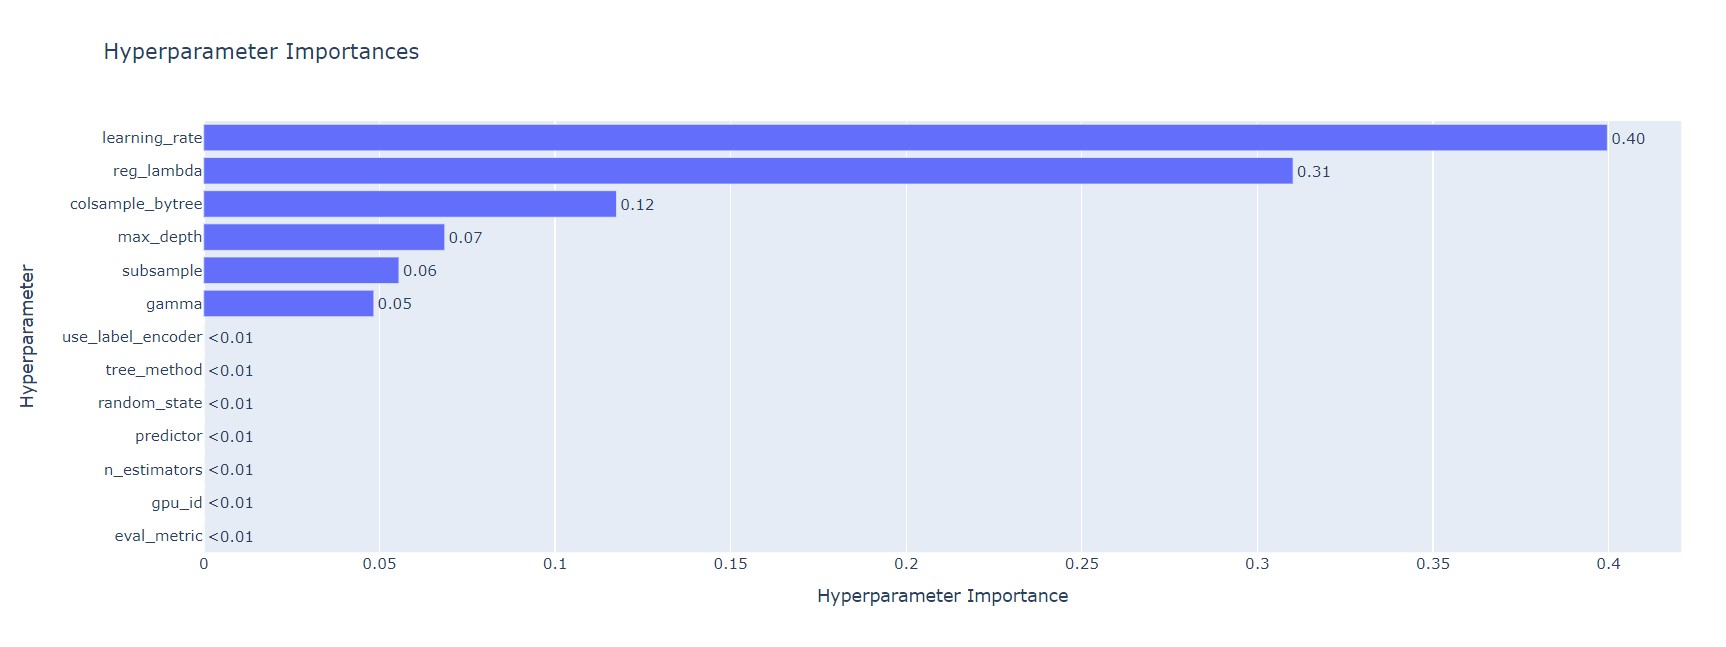 Hyperparameter Importances
Hyperparameter
learning_rate 0.40
reg_lambda 0.31
colsample_bytree 0.12
max_depth 0.07
subsample 0.06
gamma 0.05
use_label_encoder <0.01
tree_method <0.01
random_state <0.01
predictor <0.01
n_estimators <0.01
gpu_id <0.01
eval_metric <0.01
0 0.05 0.1 0.15 0.2 0.25 0.3 0.35 0.4
Hyperparameter Importance